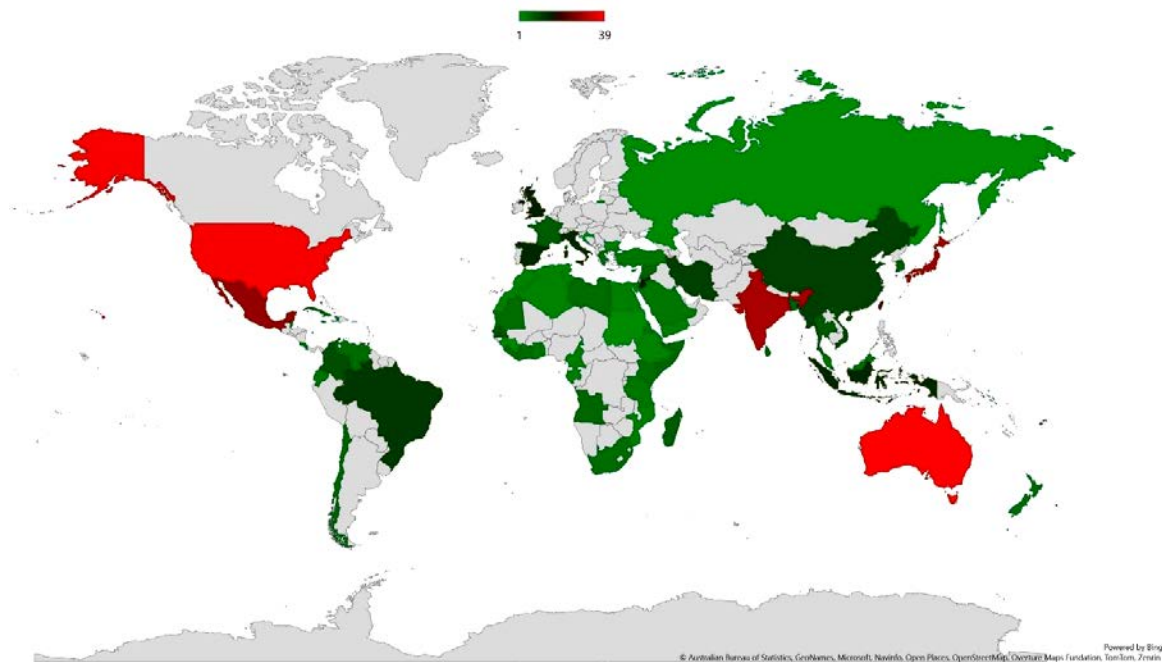 1 39
Powered by Bing
© Australian Bureau of Statistics, GeoNames, Microsoft, Navinfo, Open Places, OpenStreetMap, Overture Maps Fundation, TomTom, Zenrin